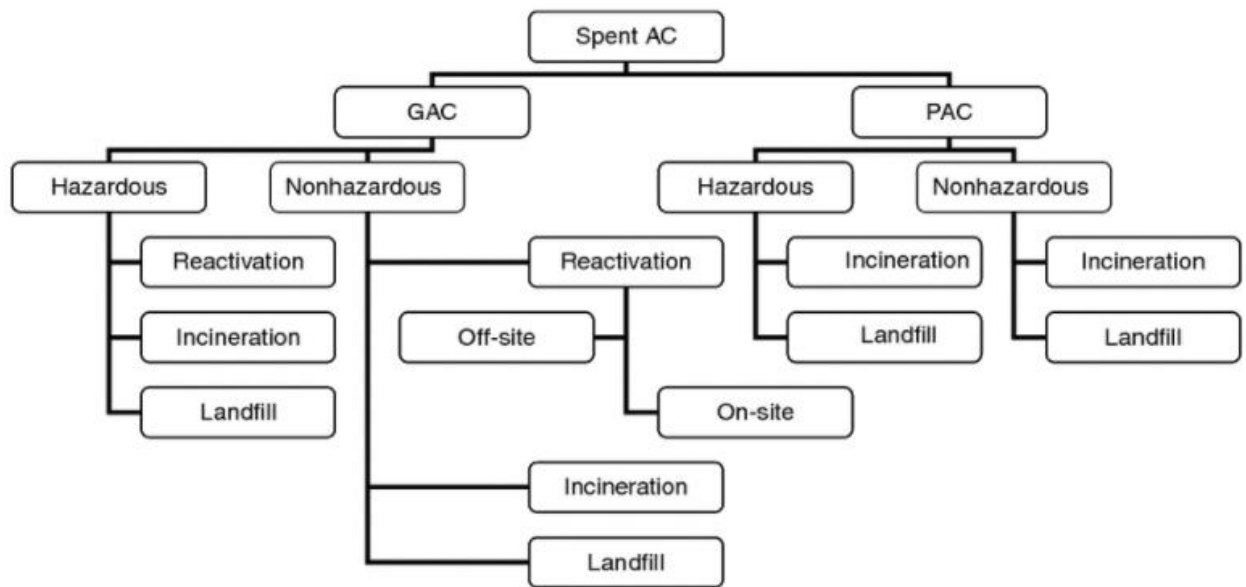 Spent AC
GAC
PAC
Hazardous
Nonhazardous
Hazardous
Nonhazardous
Reactivation
Reactivation
Incineration
Incineration
Incineration
Off-site
Landfill
Landfill
Landfill
On-site
Incineration
Landfill